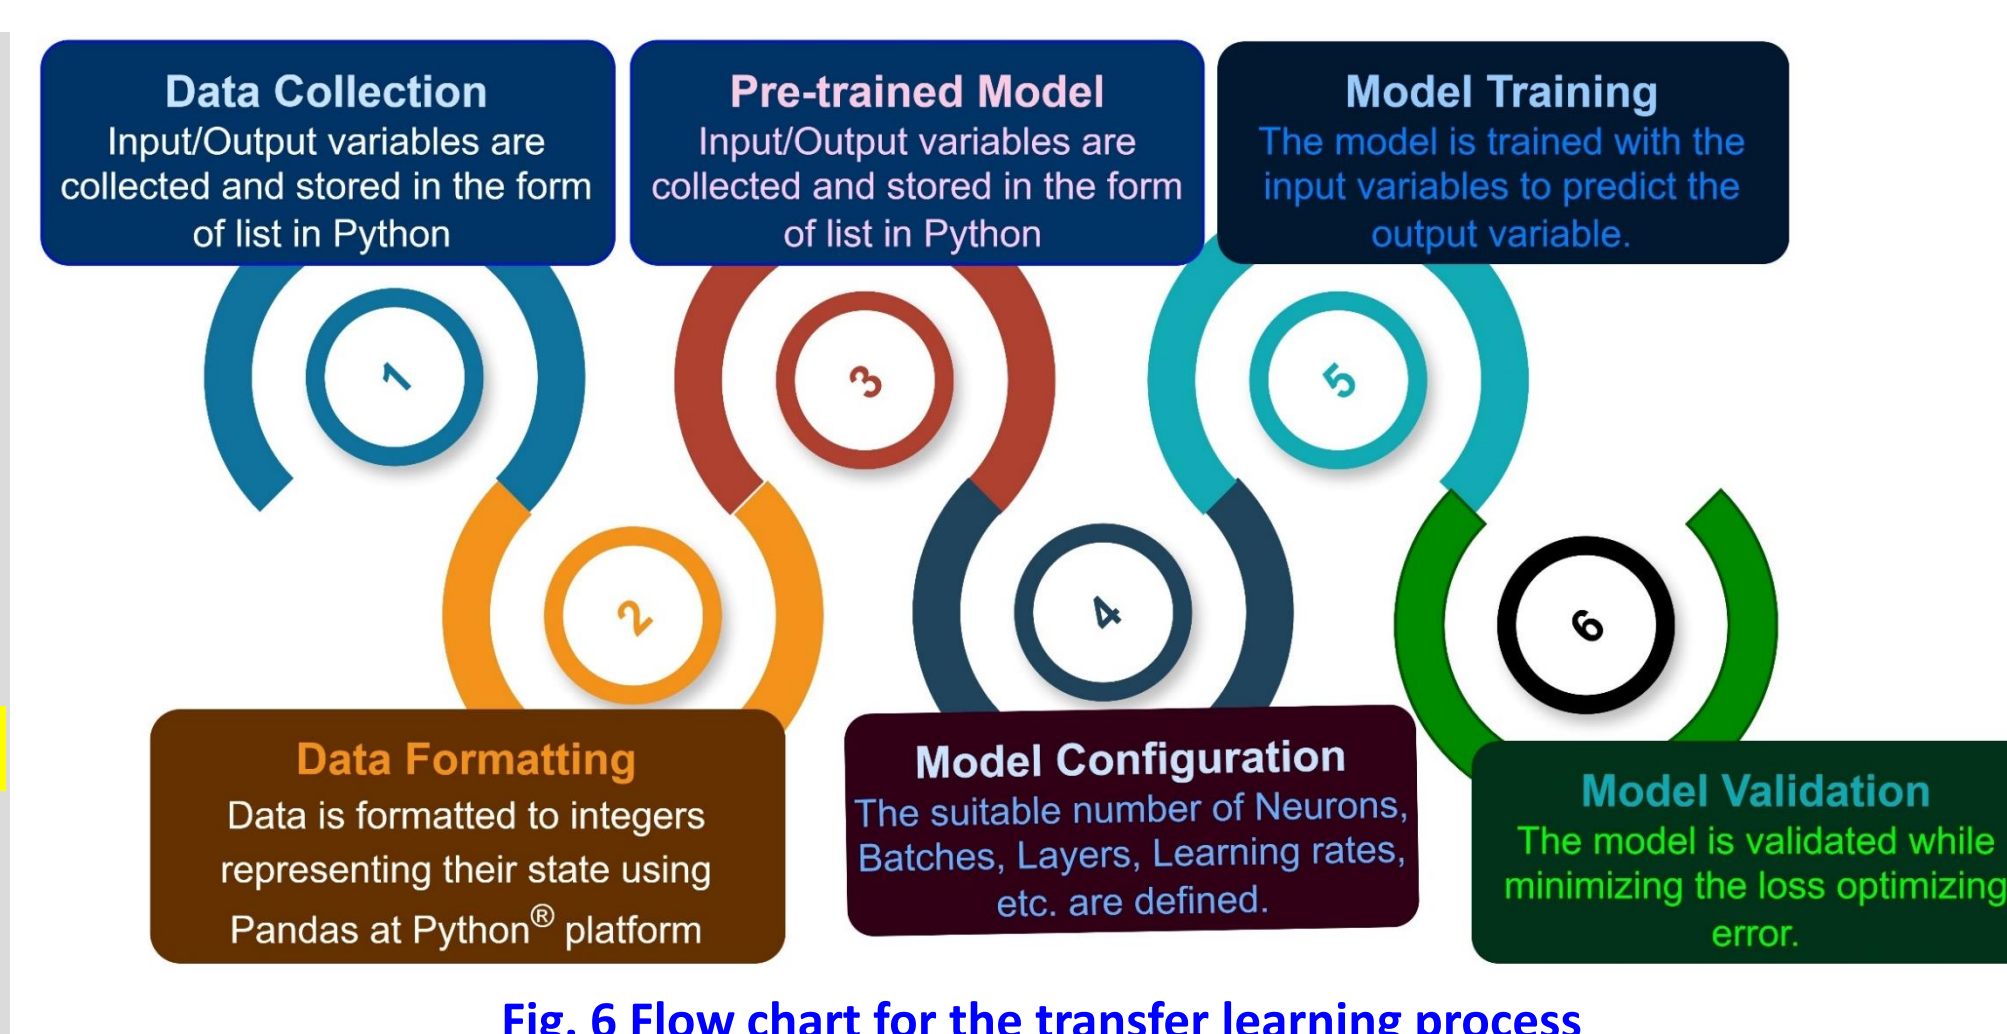 Data Collection
Input/Output variables are
collected and stored in the form
of list in Python
Pre-trained Model
Input/Output variables are
collected and stored in the form
of list in Python
Model Training
The model is trained with the
input variables to predict the
output variable.
1
3
5
2
4
6
Data Formatting
Data is formatted to integers
representing their state using
Pandas at Python® platform
Model Configuration
The suitable number of Neurons,
Batches, Layers, Learning rates,
etc. are defined.
Model Validation
The model is validated while
minimizing the loss optimizing
error.
Fig. 6 Flow chart for the transfer learning process